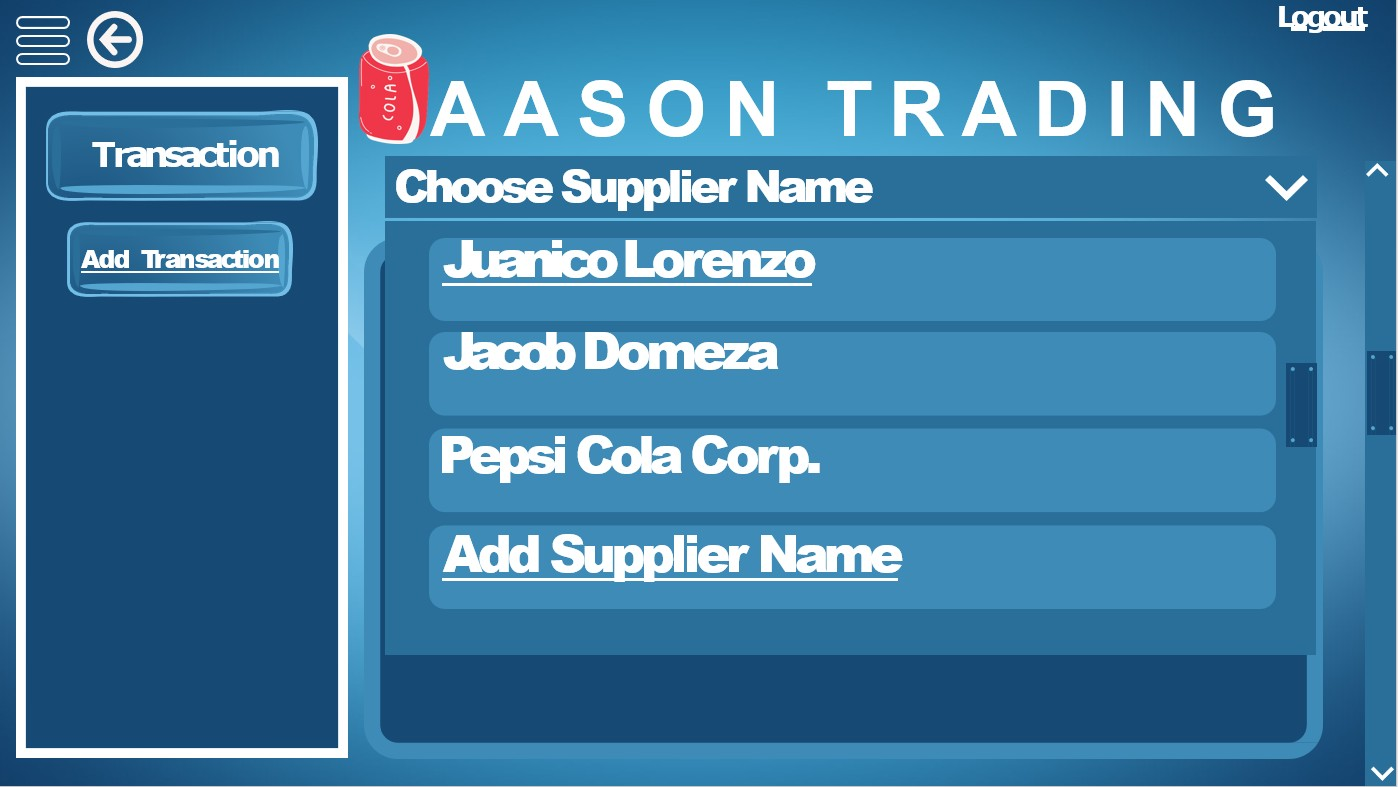 Logout
COLA
AASON TRADING
Transaction
Add Transaction
Choose Supplier Name
Juanico Lorenzo
Jacob Domeza
Pepsi Cola Corp.
Add Supplier Name